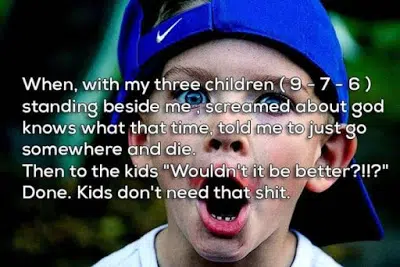 When, with my three children ( 9 - 7 - 6 )
standing beside me , screamed about god
knows what that time, told me to just go
somewhere and die.
Then to the kids "Wouldn't it be better?!!?"
Done. Kids don't need that shit.